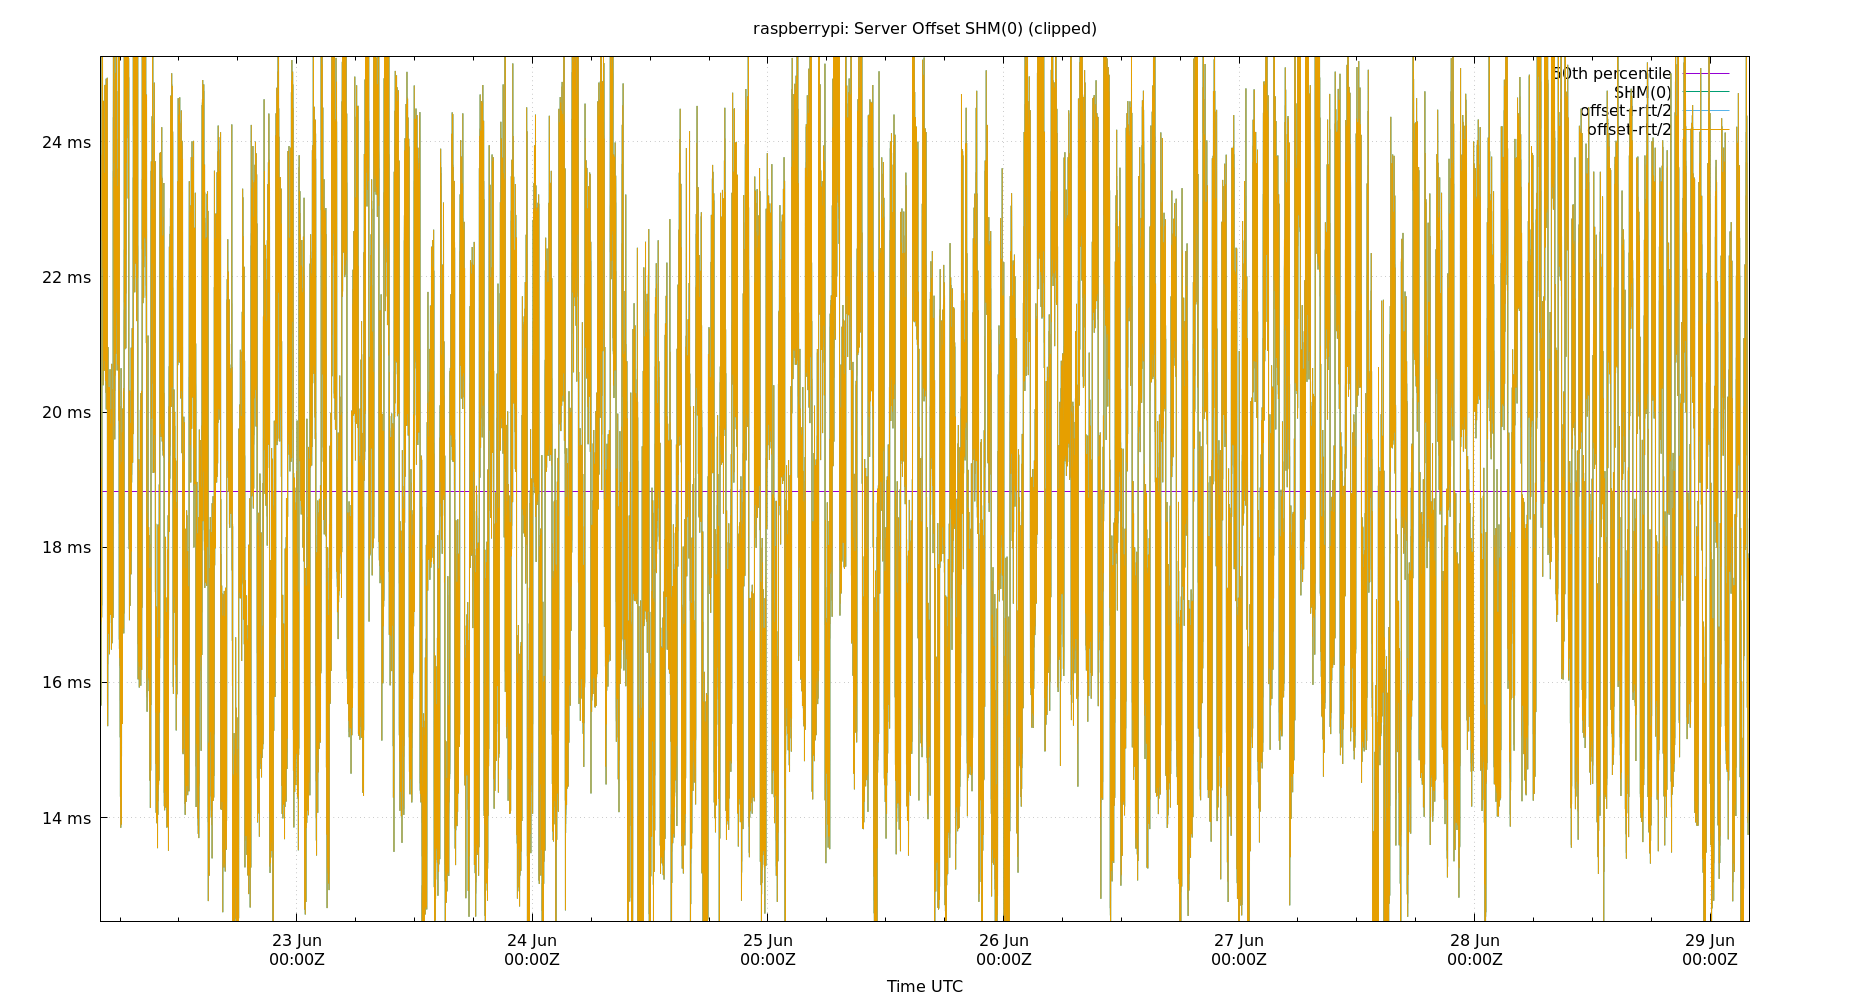 raspberrypi: Server Offset SHM(0) (clipped)
50th percentile
SHM(0)
offset+rtt/2
offset-rtt/2
24 ms
22 ms
20 ms
18 ms
16 ms
14 ms
23 Jun
00:00Z
24 Jun
00:00Z
25 Jun
00:00Z
26 Jun
00:00Z
27 Jun
00:00Z
28 Jun
00:00Z
29 Jun
00:00Z
Time UTC